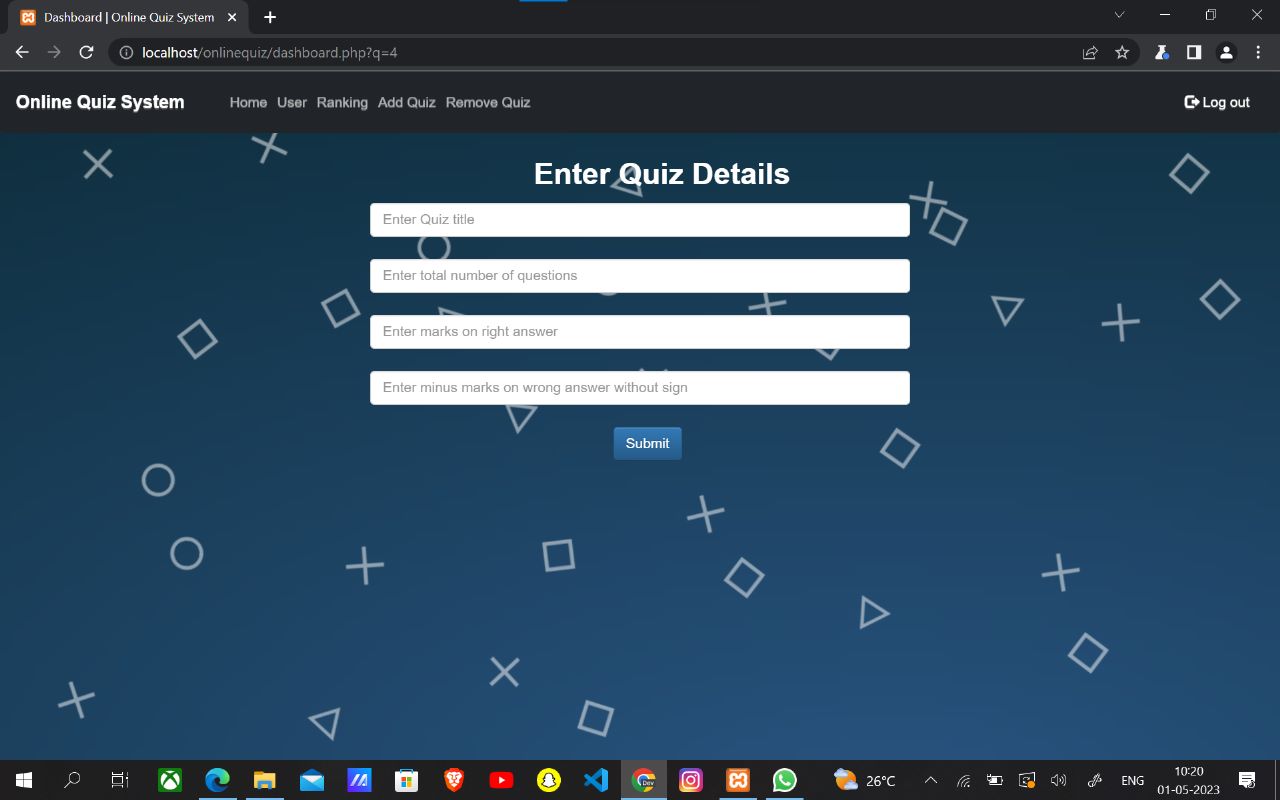 Dashboard | Online Quiz System
localhost/onlinequiz/dashboard.php?q=4
Online Quiz System Home User Ranking Add Quiz Remove Quiz Log out
Enter Quiz Details
Enter Quiz title
Enter total number of questions
Enter marks on right answer
Enter minus marks on wrong answer without sign
Submit
Dev
26°C ENG 10:20
01-05-2023